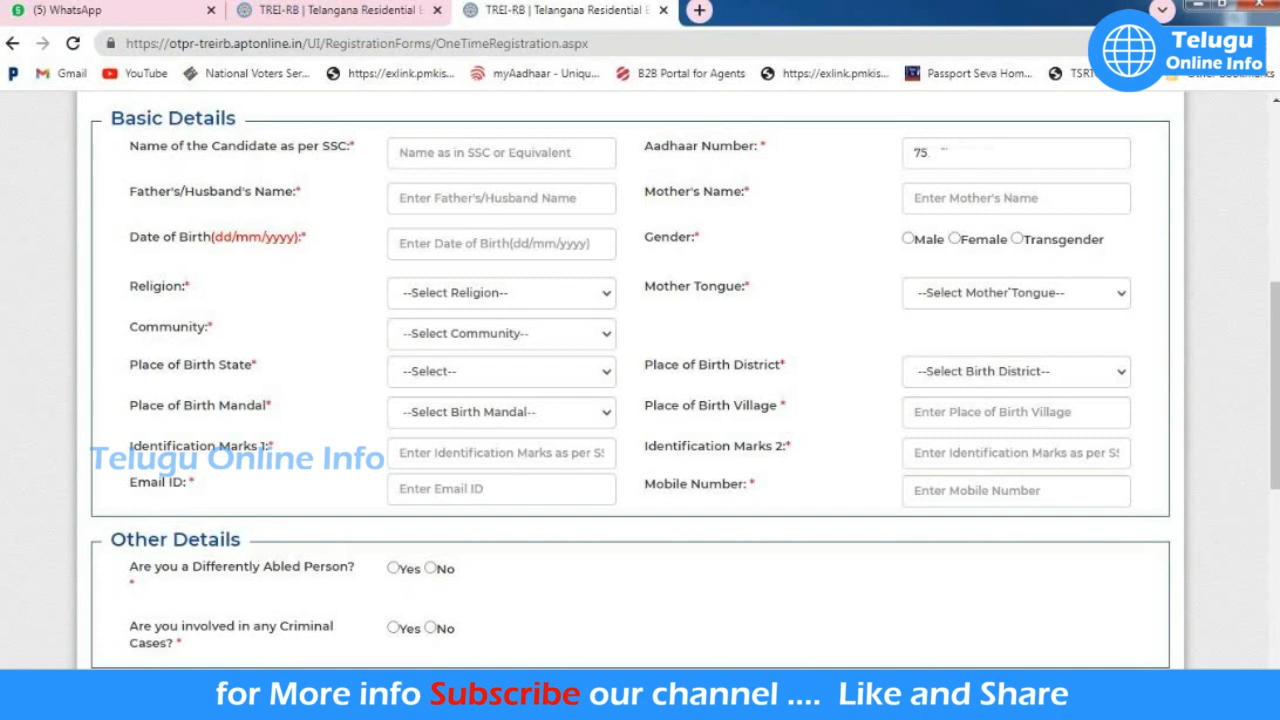 (5) WhatsApp
TREI-RB | Telangana Residential E
TREI-RB | Telangana Residential E
https://otpr-treirb.aptonline.in/UI/RegistrationForms/OneTimeRegistration.aspx
Gmail YouTube National Voters Ser... https://exlink.pmkis... myAadhaar - Uniqu... B2B Portal for Agents https://exlink.pmkis... Passport Seva Hom...
Telugu
Online Info
Basic Details
Name of the Candidate as per SSC:* Name as in SSC or Equivalent Aadhaar Number: * 75
Father's/Husband's Name:* Enter Father's/Husband Name Mother's Name:* Enter Mother's Name
Date of Birth(dd/mm/yyyy):* Enter Date of Birth(dd/mm/yyyy) Gender:* Male Female Transgender
Religion:* --Select Religion-- Mother Tongue:* --Select Mother Tongue--
Community:* --Select Community--
Place of Birth State* --Select-- Place of Birth District* --Select Birth District--
Place of Birth Mandal* --Select Birth Mandal-- Place of Birth Village * Enter Place of Birth Village
Identification Marks 1:* Enter Identification Marks as per S Identification Marks 2:* Enter Identification Marks as per S
Telugu Online Info
Email ID: * Enter Email ID Mobile Number: * Enter Mobile Number
Other Details
Are you a Differently Abled Person? Yes No
*
Are you involved in any Criminal Yes No
Cases? *
for More info Subscribe our channel .... Like and Share